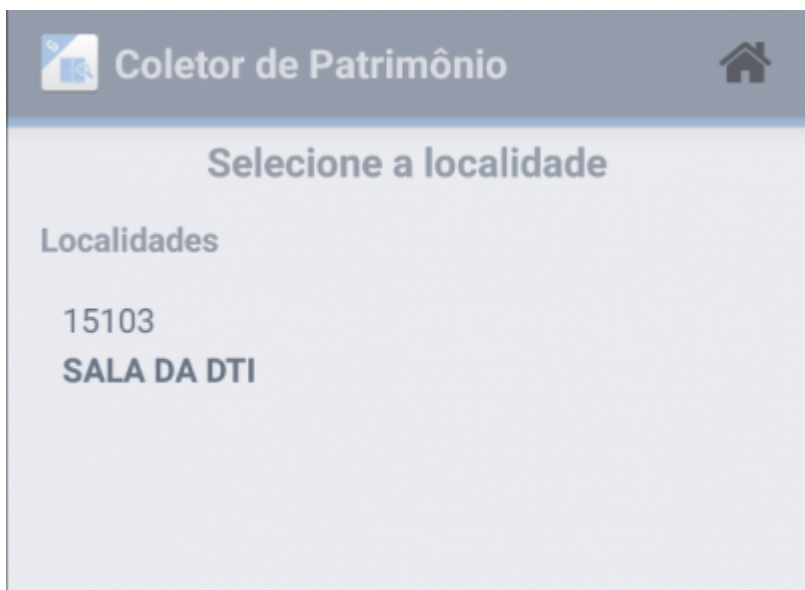 Coletor de Patrimônio
Selecione a localidade
Localidades
15103
SALA DA DTI